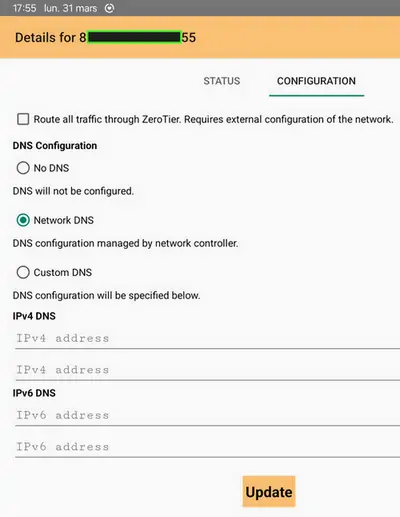 17:55 lun. 31 mars
Details for 8 55
STATUS CONFIGURATION
Route all traffic through ZeroTier. Requires external configuration of the network.
DNS Configuration
No DNS
DNS will not be configured.
Network DNS
DNS configuration managed by network controller.
Custom DNS
DNS configuration will be specified below.
IPv4 DNS
IPv4 address
IPv4 address
IPv6 DNS
IPv6 address
IPv6 address
Update